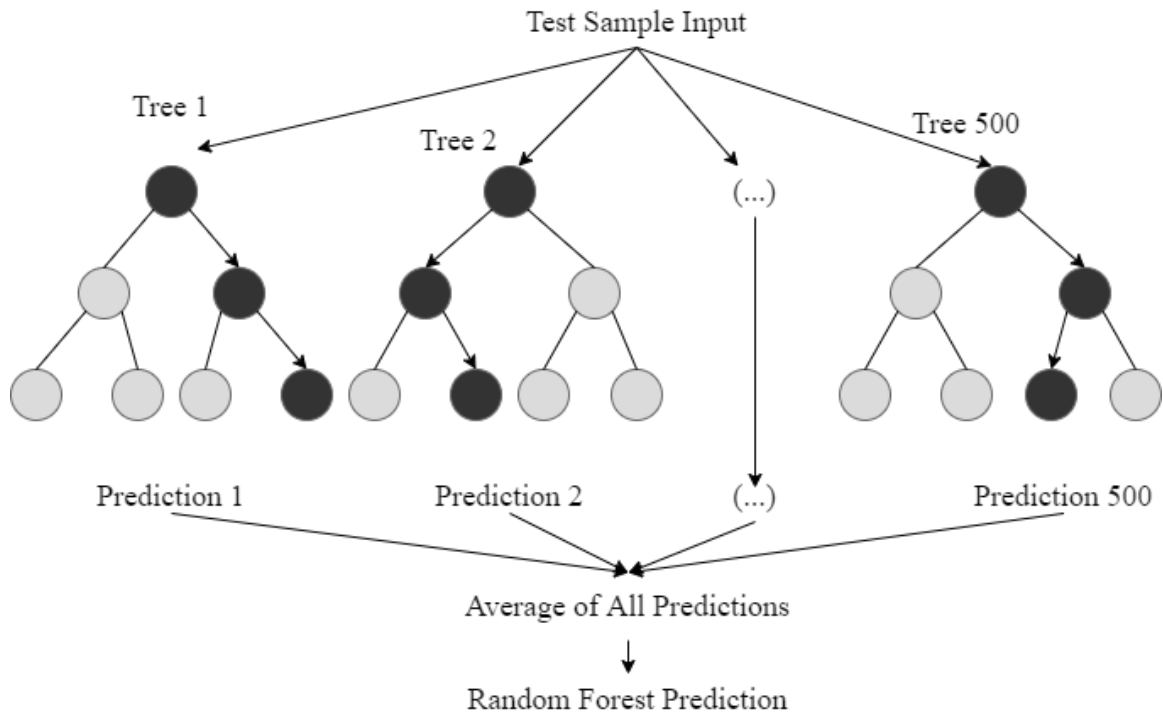 Test Sample Input
Tree 1
Tree 2
Tree 500
(...)
Prediction 1
Prediction 2
(...)
Prediction 500
Average of All Predictions
Random Forest Prediction